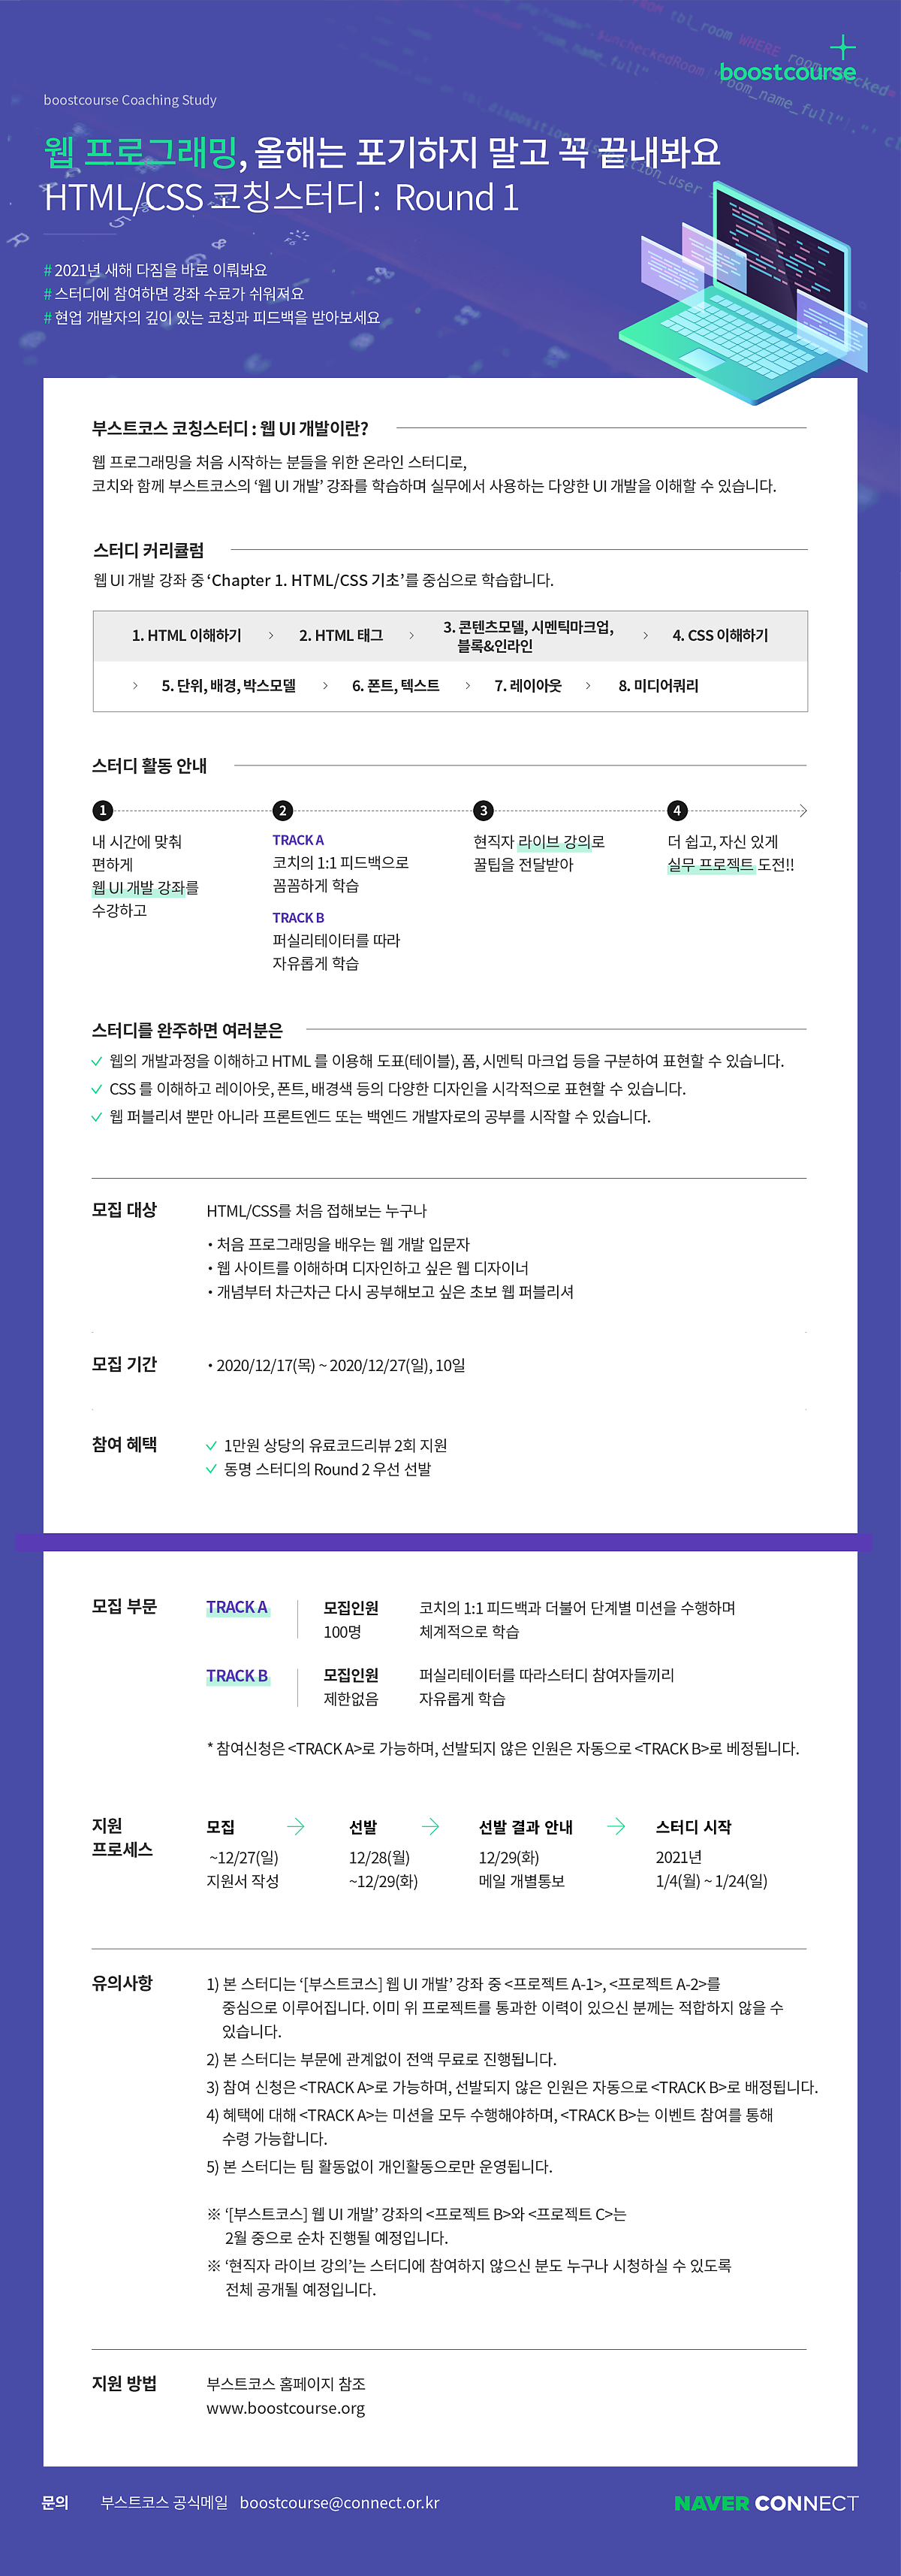 boostcourse
boostcourse Coaching Study
웹 프로그래밍, 올해는 포기하지 말고 꼭 끝내봐요
HTML/CSS 코칭스터디 : Round 1
# 2021년 새해 다짐을 바로 이뤄봐요
# 스터디에 참여하면 강좌 수료가 쉬워져요
# 현업 개발자의 깊이 있는 코칭과 피드백을 받아보세요
부스트코스 코칭스터디 : 웹 UI 개발이란?
웹 프로그래밍을 처음 시작하는 분들을 위한 온라인 스터디로,
코치와 함께 부스트코스의 ‘웹 UI 개발’ 강좌를 학습하며 실무에서 사용하는 다양한 UI 개발을 이해할 수 있습니다.
스터디 커리큘럼
웹 UI 개발 강좌 중 ‘Chapter 1. HTML/CSS 기초’를 중심으로 학습합니다.
1. HTML 이해하기 > 2. HTML 태그 > 3. 콘텐츠모델, 시멘틱마크업, > 4. CSS 이해하기
블록&인라인
> 5. 단위, 배경, 박스모델 > 6. 폰트, 텍스트 > 7. 레이아웃 > 8. 미디어쿼리
스터디 활동 안내
1
내 시간에 맞춰
편하게
웹 UI 개발 강좌를
수강하고
2
TRACK A
코치의 1:1 피드백으로
꼼꼼하게 학습
TRACK B
퍼실리테이터를 따라
자유롭게 학습
3
현직자 라이브 강의로
꿀팁을 전달받아
4
더 쉽고, 자신 있게
실무 프로젝트 도전!!
스터디를 완주하면 여러분은
✓ 웹의 개발과정을 이해하고 HTML 를 이용해 도표(테이블), 폼, 시멘틱 마크업 등을 구분하여 표현할 수 있습니다.
✓ CSS 를 이해하고 레이아웃, 폰트, 배경색 등의 다양한 디자인을 시각적으로 표현할 수 있습니다.
✓ 웹 퍼블리셔 뿐만 아니라 프론트엔드 또는 백엔드 개발자로의 공부를 시작할 수 있습니다.
모집 대상
HTML/CSS를 처음 접해보는 누구나
• 처음 프로그래밍을 배우는 웹 개발 입문자
• 웹 사이트를 이해하며 디자인하고 싶은 웹 디자이너
• 개념부터 차근차근 다시 공부해보고 싶은 초보 웹 퍼블리셔
모집 기간
• 2020/12/17(목) ~ 2020/12/27(일), 10일
참여 혜택
✓ 1만원 상당의 유료코드리뷰 2회 지원
✓ 동명 스터디의 Round 2 우선 선발
모집 부문
TRACK A
모집인원
100명
코치의 1:1 피드백과 더불어 단계별 미션을 수행하며
체계적으로 학습
TRACK B
모집인원
제한없음
퍼실리테이터를 따라스터디 참여자들끼리
자유롭게 학습
* 참여신청은 <TRACK A>로 가능하며, 선발되지 않은 인원은 자동으로 <TRACK B>로 베정됩니다.
지원
프로세스
모집
~12/27(일)
지원서 작성
선발
12/28(월)
~12/29(화)
선발 결과 안내
12/29(화)
메일 개별통보
스터디 시작
2021년
1/4(월) ~ 1/24(일)
유의사항
1) 본 스터디는 ‘[부스트코스] 웹 UI 개발’ 강좌 중 <프로젝트 A-1>, <프로젝트 A-2>를
중심으로 이루어집니다. 이미 위 프로젝트를 통과한 이력이 있으신 분께는 적합하지 않을 수
있습니다.
2) 본 스터디는 부문에 관계없이 전액 무료로 진행됩니다.
3) 참여 신청은 <TRACK A>로 가능하며, 선발되지 않은 인원은 자동으로 <TRACK B>로 배정됩니다.
4) 혜택에 대해 <TRACK A>는 미션을 모두 수행해야하며, <TRACK B>는 이벤트 참여를 통해
수령 가능합니다.
5) 본 스터디는 팀 활동없이 개인활동으로만 운영됩니다.
※ ‘[부스트코스] 웹 UI 개발’ 강좌의 <프로젝트 B>와 <프로젝트 C>는
2월 중으로 순차 진행될 예정입니다.
※ ‘현직자 라이브 강의’는 스터디에 참여하지 않으신 분도 누구나 시청하실 수 있도록
전체 공개될 예정입니다.
지원 방법
부스트코스 홈페이지 참조
www.boostcourse.org
문의 부스트코스 공식메일 boostcourse@connect.or.kr
NAVER CONNECT